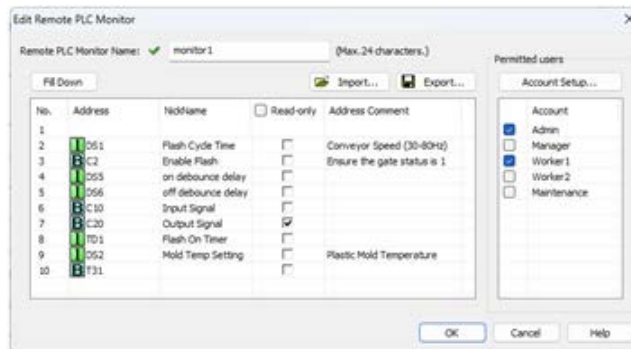 Edit Remote PLC Monitor
Remote PLC Monitor Name: monitor1 (Max. 24 characters.)
Permitted users
Fill Down Import... Export... Account Setup...
No. Address NickName Read-only Address Comment Account
1 Admin
2 I DS1 Flash Cycle Time Conveyor Speed (30-80Hz) Manager
3 B C2 Enable Flash Ensure the gate status is 1 Worker1
4 I DS5 on debounce delay Worker2
5 I DS6 off debounce delay Maintenance
6 B C10 Input Signal
7 B C20 Output Signal
8 I TD1 Flash On Timer
9 I DS2 Mold Temp Setting Plastic Mold Temperature
10 B T31
OK Cancel Help